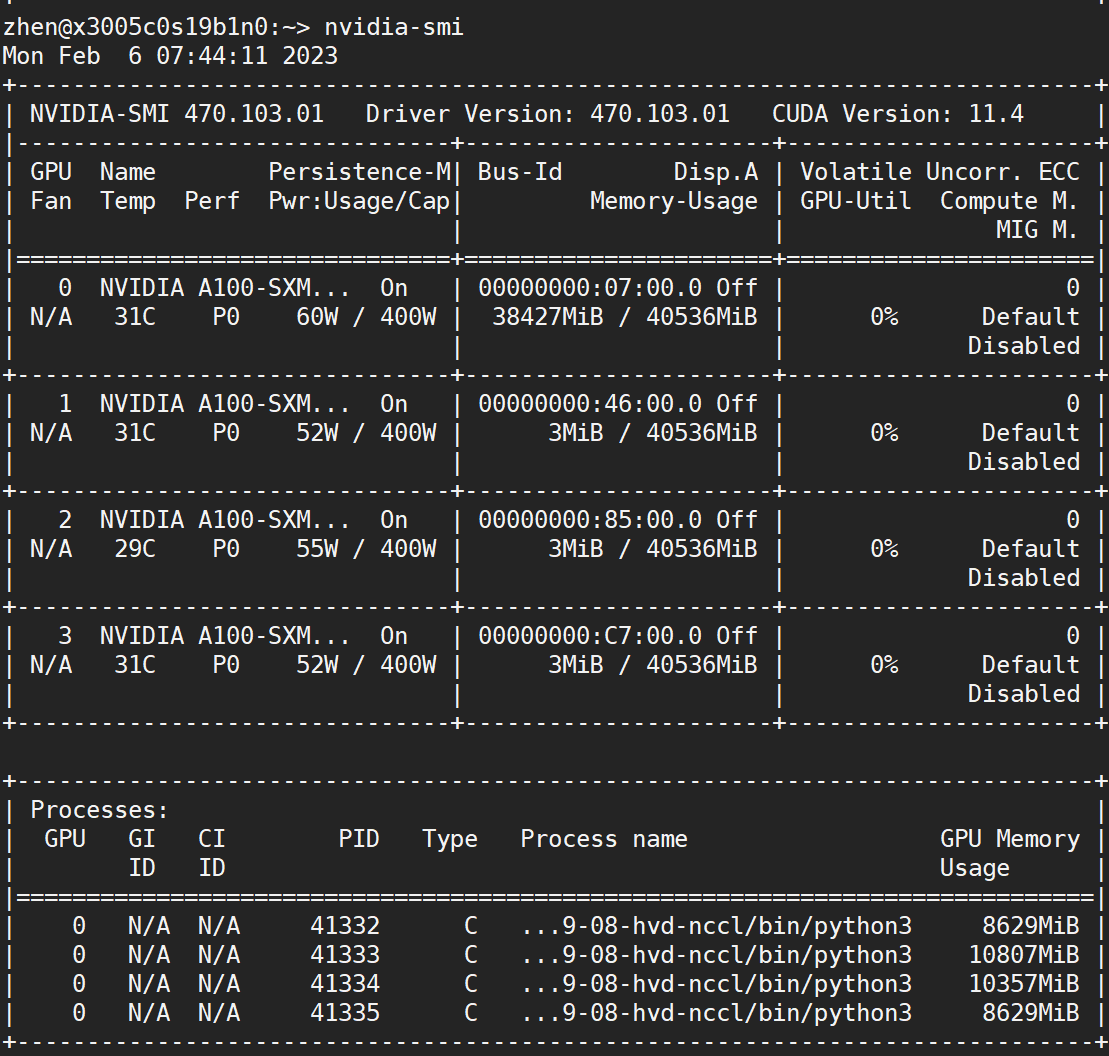 zhen@x3005c0s19b1n0:~> nvidia-smi
Mon Feb  6 07:44:11 2023
+-----------------------------------------------------------------------------+
| NVIDIA-SMI 470.103.01   Driver Version: 470.103.01   CUDA Version: 11.4     |
|-------------------------------+----------------------+----------------------+
| GPU  Name        Persistence-M| Bus-Id        Disp.A | Volatile Uncorr. ECC |
| Fan  Temp  Perf  Pwr:Usage/Cap|         Memory-Usage | GPU-Util  Compute M. |
|                               |                      |               MIG M. |
|===============================+======================+======================|
|   0  NVIDIA A100-SXM...  On   | 00000000:07:00.0 Off |                    0 |
| N/A   31C    P0    60W / 400W |  38427MiB / 40536MiB |      0%      Default |
|                               |                      |             Disabled |
+-------------------------------+----------------------+----------------------+
|   1  NVIDIA A100-SXM...  On   | 00000000:46:00.0 Off |                    0 |
| N/A   31C    P0    52W / 400W |      3MiB / 40536MiB |      0%      Default |
|                               |                      |             Disabled |
+-------------------------------+----------------------+----------------------+
|   2  NVIDIA A100-SXM...  On   | 00000000:85:00.0 Off |                    0 |
| N/A   29C    P0    55W / 400W |      3MiB / 40536MiB |      0%      Default |
|                               |                      |             Disabled |
+-------------------------------+----------------------+----------------------+
|   3  NVIDIA A100-SXM...  On   | 00000000:C7:00.0 Off |                    0 |
| N/A   31C    P0    52W / 400W |      3MiB / 40536MiB |      0%      Default |
|                               |                      |             Disabled |
+-------------------------------+----------------------+----------------------+

+-----------------------------------------------------------------------------+
| Processes:                                                                  |
|  GPU   GI   CI        PID   Type   Process name                  GPU Memory |
|        ID   ID                                                   Usage      |
|=============================================================================|
|    0   N/A  N/A     41332      C   ...9-08-hvd-nccl/bin/python3     8629MiB |
|    0   N/A  N/A     41333      C   ...9-08-hvd-nccl/bin/python3    10807MiB |
|    0   N/A  N/A     41334      C   ...9-08-hvd-nccl/bin/python3    10357MiB |
|    0   N/A  N/A     41335      C   ...9-08-hvd-nccl/bin/python3     8629MiB |
+-----------------------------------------------------------------------------+